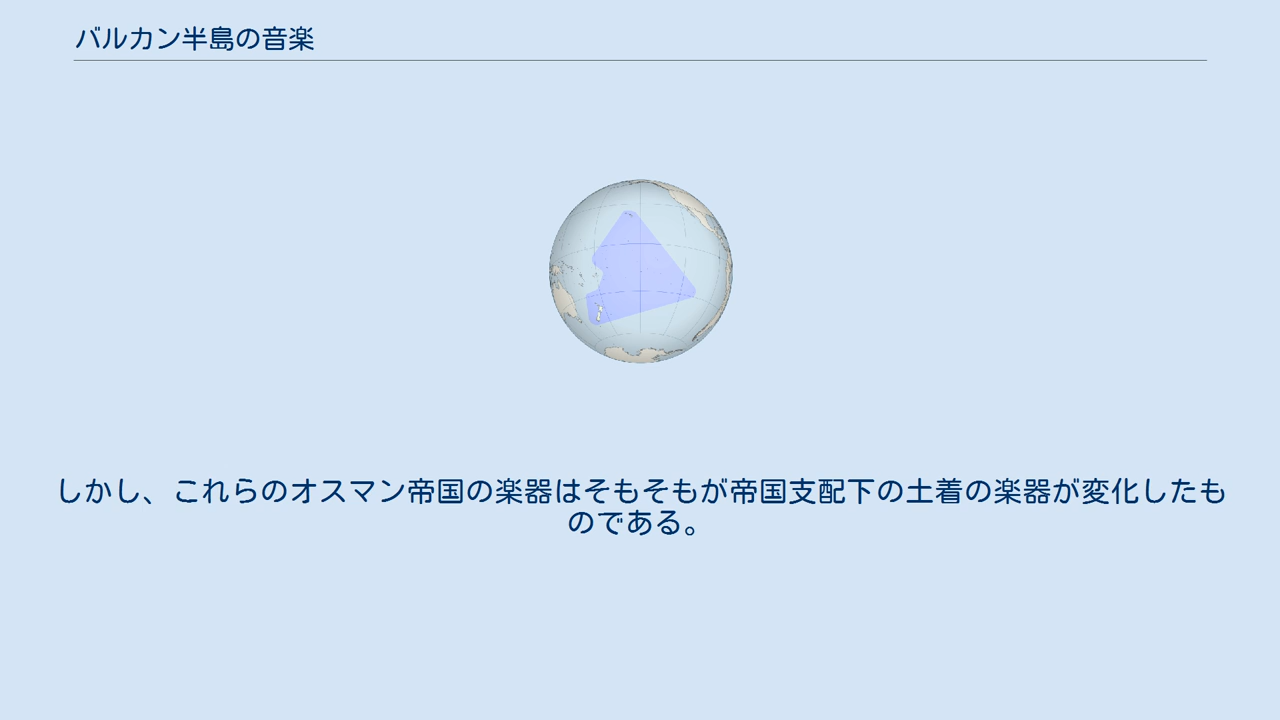 バルカン半島の音楽
しかし、これらのオスマン帝国の楽器はそもそもが帝国支配下の土着の楽器が変化したも
のである。